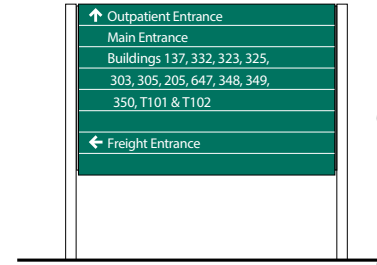 Outpatient Entrance
Main Entrance
Buildings 137, 332, 323, 325,
303, 305, 205, 647, 348, 349,
350, T101 & T102
Freight Entrance